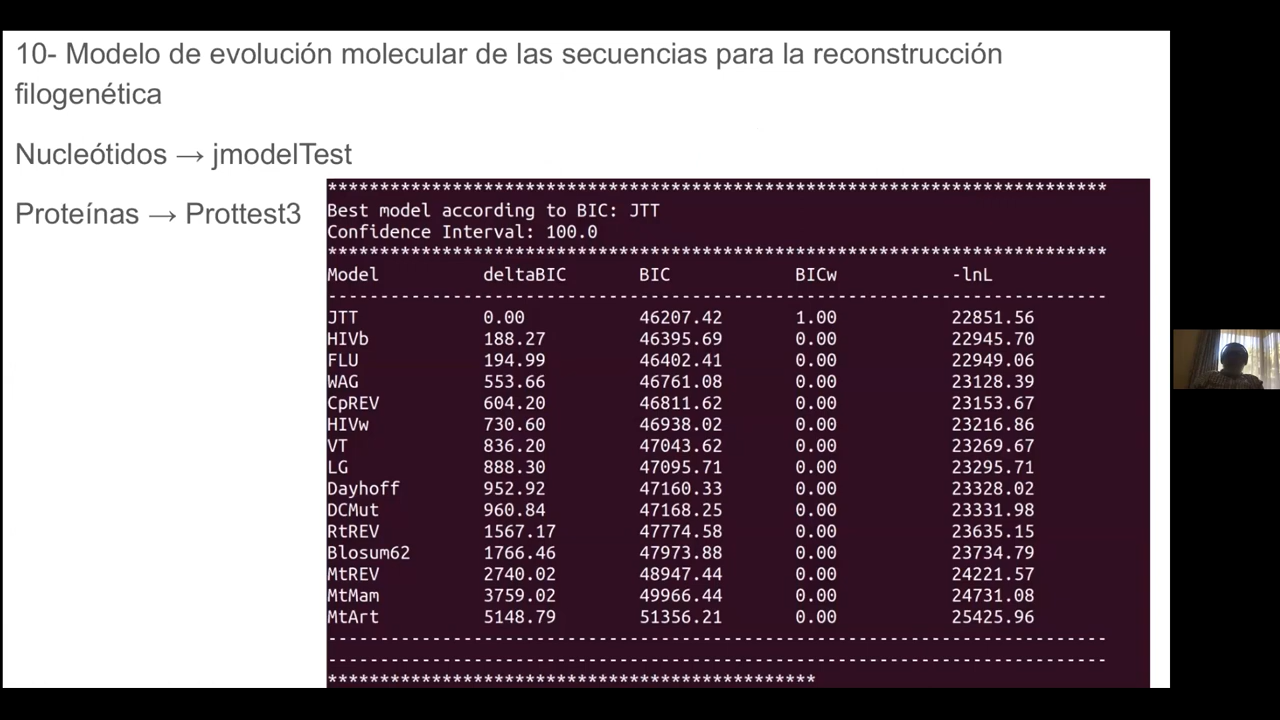 10- Modelo de evolución molecular de las secuencias para la reconstrucción
filogenética
Nucleótidos → jmodelTest
Proteínas → Prottest3
***************************************************************************
Best model according to BIC: JTT
Confidence Interval: 100.0
***************************************************************************
Model deltaBIC BIC BICw -lnL
---------------------------------------------------------------------------
JTT 0.00 46207.42 1.00 22851.56
HIVb 188.27 46395.69 0.00 22945.70
FLU 194.99 46402.41 0.00 22949.06
WAG 553.66 46761.08 0.00 23128.39
CpREV 604.20 46811.62 0.00 23153.67
HIVw 730.60 46938.02 0.00 23216.86
VT 836.20 47043.62 0.00 23269.67
LG 888.30 47095.71 0.00 23295.71
Dayhoff 952.92 47160.33 0.00 23328.02
DCMut 960.84 47168.25 0.00 23331.98
RtREV 1567.17 47774.58 0.00 23635.15
Blosum62 1766.46 47973.88 0.00 23734.79
MtREV 2740.02 48947.44 0.00 24221.57
MtMam 3759.02 49966.44 0.00 24731.08
MtArt 5148.79 51356.21 0.00 25425.96
---------------------------------------------------------------------------
---------------------------------------------------------------------------
***********************************************